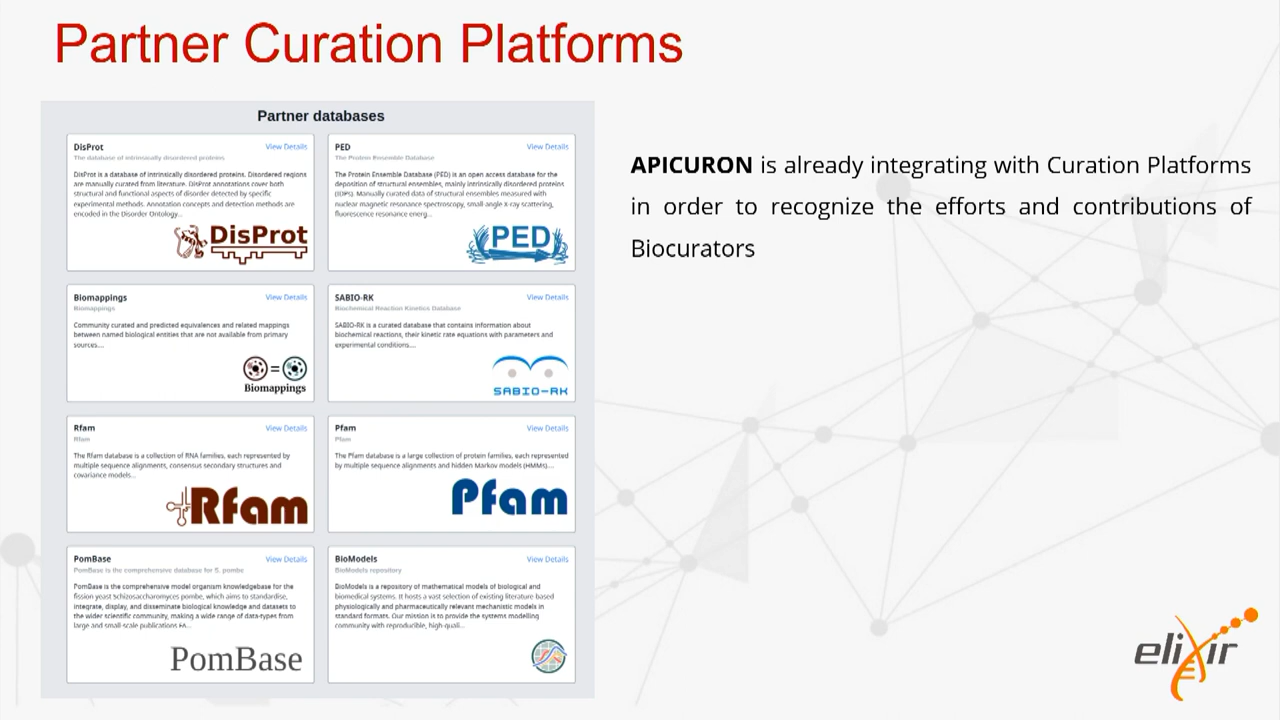 Partner Curation Platforms
Partner databases
DisProt
View Details
The database of intrinsically disordered proteins
DisProt is a database of intrinsically disordered proteins. Disordered regions
are manually curated from literature. DisProt annotations cover both
structural and functional aspects of disorder detected by specific
experimental methods. Annotation concepts and detection methods are
encoded in the Disorder Ontology...
DisProt
PED
View Details
The Protein Ensemble Database
The Protein Ensemble Database (PED) is an open access database for the
deposition of structural ensembles, mainly intrinsically disordered proteins
(IDPs). Manually curated data of structural ensembles measured with
nuclear magnetic resonance spectroscopy, small-angle X-ray scattering,
fluorescence resonance energ...
PED
Biomappings
View Details
Biomappings
Community curated and predicted equivalences and related mappings
between named biological entities that are not available from primary
sources....
=
Biomappings
SABIO-RK
View Details
Biochemical Reaction Kinetics Database
SABIO-RK is a curated database that contains information about
biochemical reactions, their kinetic rate equations with parameters and
experimental conditions....
SABIO-RK
Rfam
View Details
Rfam
The Rfam database is a collection of RNA families, each represented by
multiple sequence alignments, consensus secondary structures and
covariance models...
Rfam
Pfam
View Details
Pfam
The Pfam database is a large collection of protein families, each represented
by multiple sequence alignments and hidden Markov models (HMMs)....
Pfam
PomBase
View Details
PomBase is the comprehensive database for S. pombe
PomBase is the comprehensive model organism knowledgebase for the
fission yeast Schizosaccharomyces pombe, which aims to standardise,
integrate, display, and disseminate biological knowledge and datasets to
the wider scientific community, making a wide range of data-types from
large and small scale publications FA...
PomBase
BioModels
View Details
BioModels repository
BioModels is a repository of mathematical models of biological and
biomedical systems. It hosts a vast selection of existing literature based
physiologically and pharmaceutically relevant mechanistic models in
standard formats. Our mission is to provide the systems modelling
community with reproducible, high-quali...
APICURON is already integrating with Curation Platforms
in order to recognize the efforts and contributions of
Biocurators
elixir